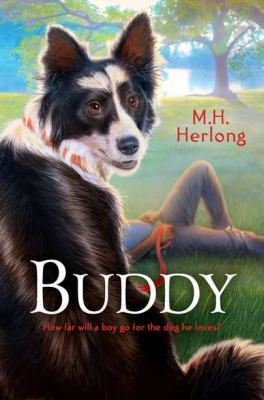 M.H.
Herlong
BUDDY
How far will a boy go for the dog he loves?